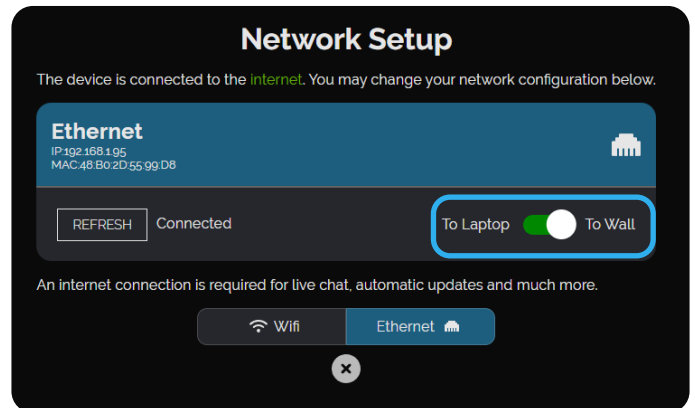 Network Setup
The device is connected to the internet. You may change your network configuration below.
Ethernet
IP:192.168.1.95
MAC:48:B0:2D:55:99:D8
REFRESH Connected To Laptop To Wall
An internet connection is required for live chat, automatic updates and much more.
Wifi Ethernet